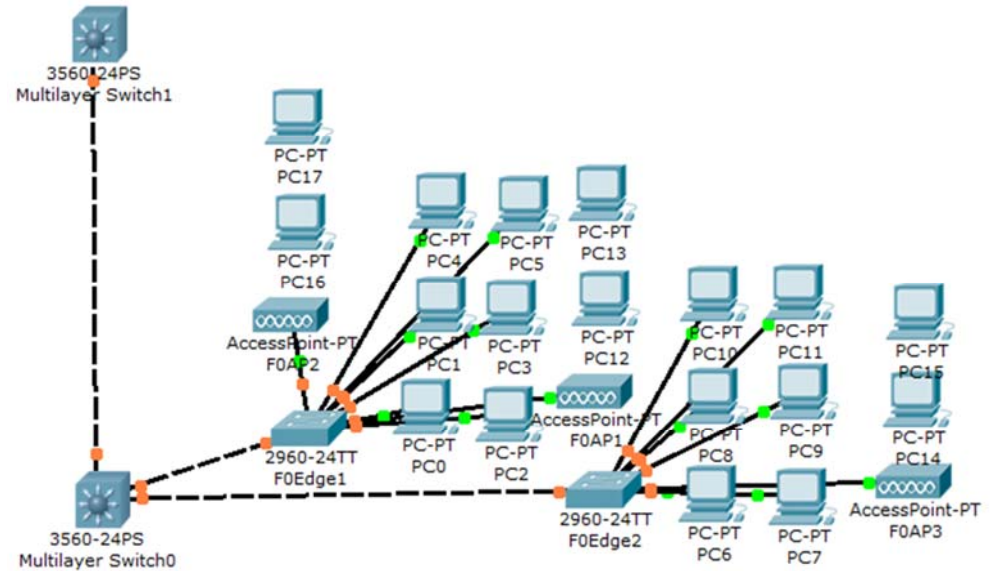 3560-24PS
Multilayer Switch1
PC-PT
PC17
PC-PT
PC16
AccessPoint-PT
F0AP2
PC-PT
PC4
PC-PT
PC5
PC-PT
PC13
PC-PT
PC1
PC-PT
PC3
PC-PT
PC12
PC-PT
PC10
PC-PT
PC11
PC-PT
PC15
2960-24TT
F0Edge1
PC-PT
PC0
PC-PT
PC2
AccessPoint-PT
F0AP1
PC-PT
PC8
PC-PT
PC9
PC-PT
PC14
3560-24PS
Multilayer Switch0
2960-24TT
F0Edge2
PC-PT
PC6
PC-PT
PC7
AccessPoint-PT
F0AP3